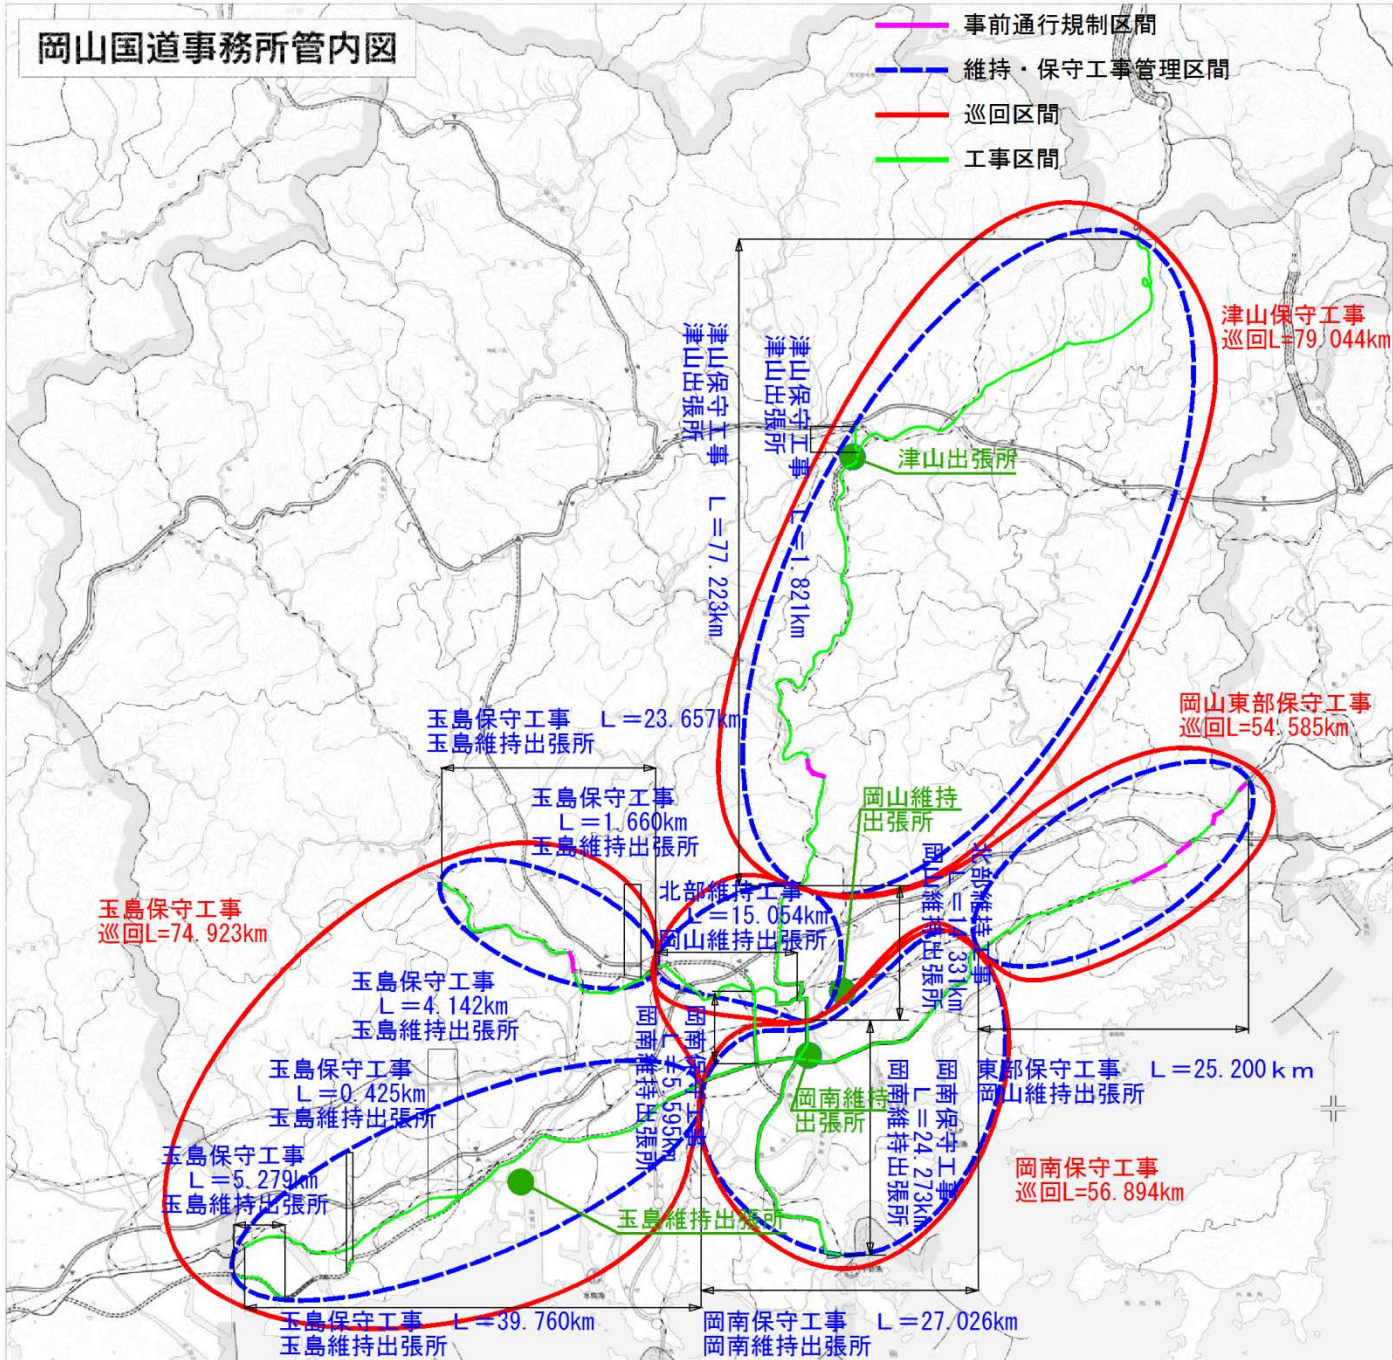 岡山国道事務所管内図
事前通行規制区間
維持・保守工事管理区間
巡回区間
工事区間
津山保守工事
巡回L=79.044km
津山保守工事 L=77.223km
津山出張所
津山保守工事 L=1.821km
津山出張所
津山出張所
岡山東部保守工事
巡回L=54.585km
玉島保守工事 L=23.657km
玉島維持出張所
玉島保守工事
L=1.660km
玉島維持出張所
岡山維持
出張所
北部維持工事
L=14.331km
岡山維持出張所
北部維持工事
L=15.054km
岡山維持出張所
玉島保守工事
巡回L=74.923km
玉島保守工事
L=4.142km
玉島維持出張所
岡南保守工事
L=5.595km
岡南維持出張所
玉島保守工事
L=0.425km
玉島維持出張所
岡南維持
出張所
岡南保守工事
L=24.273km
岡南維持出張所
東部保守工事 L=25.200km
岡山維持出張所
玉島保守工事
L=5.279km
玉島維持出張所
岡南保守工事
巡回L=56.894km
玉島維持出張所
玉島保守工事 L=39.760km
玉島維持出張所
岡南保守工事 L=27.026km
岡南維持出張所